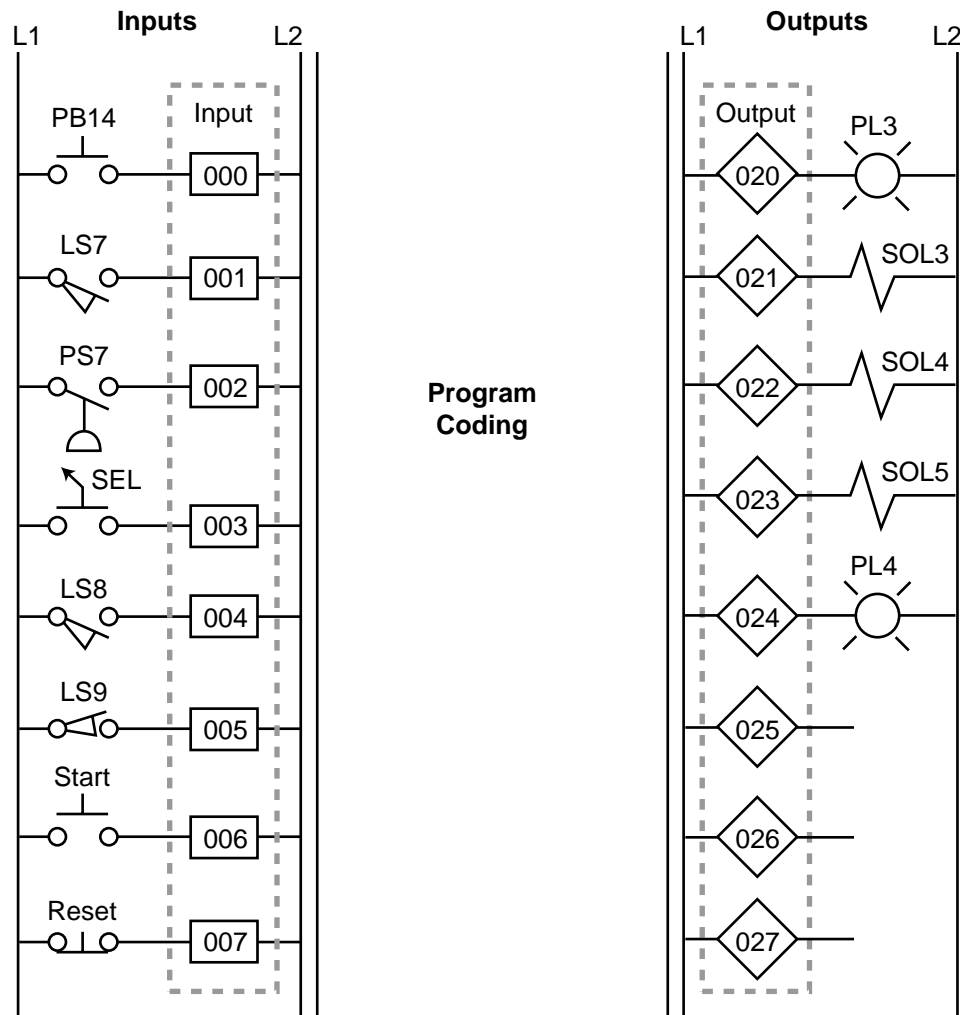 Inputs
L1
L2
PB14
Input
000
LS7
001
PS7
002
SEL
003
LS8
004
LS9
005
Start
006
Reset
007
Program
Coding
Outputs
L1
L2
Output
PL3
020
SOL3
021
SOL4
022
SOL5
023
PL4
024
025
026
027